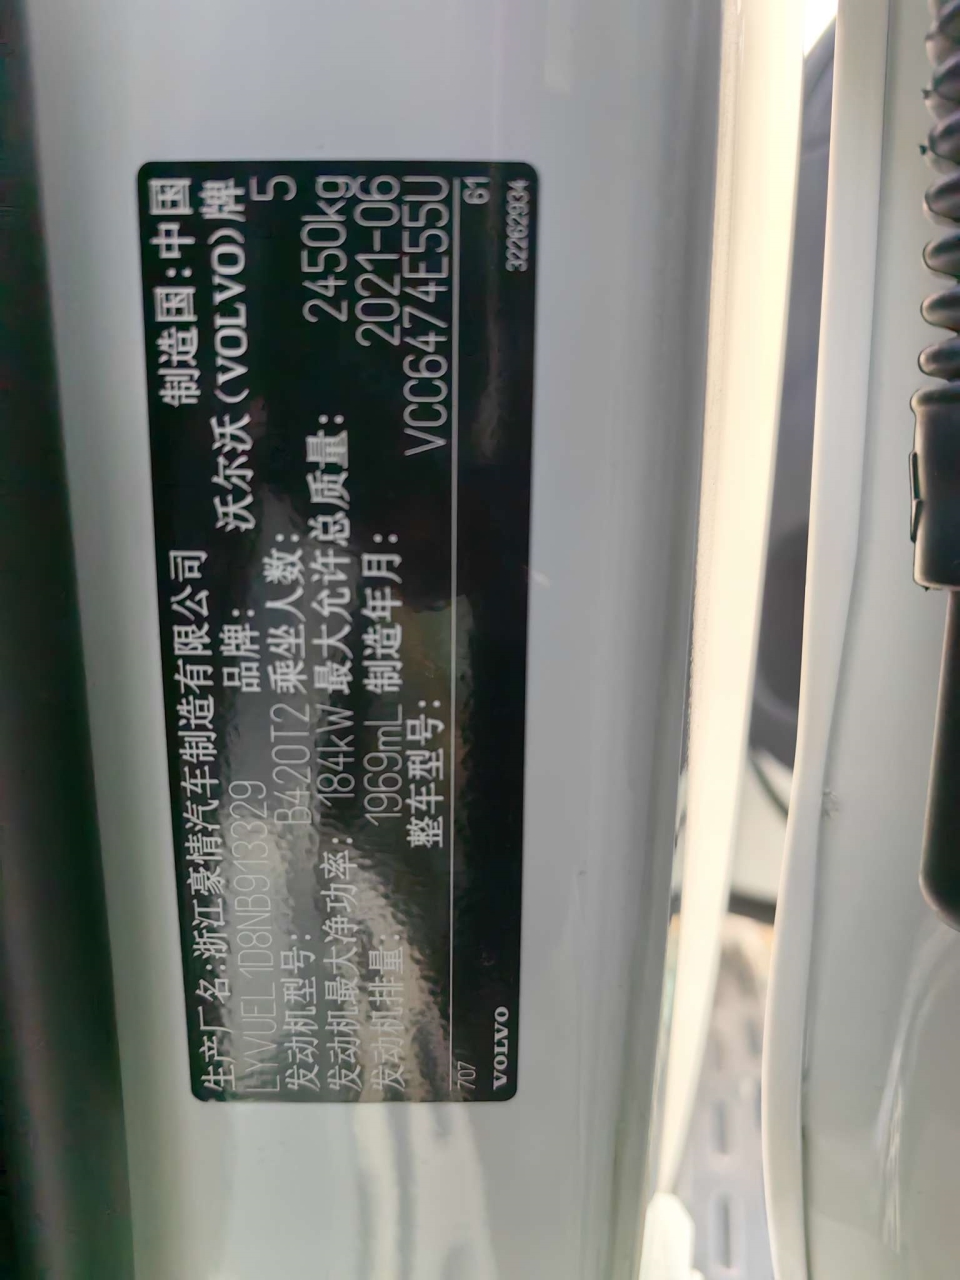 生产厂名:浙江豪情汽车制造有限公司 制造国:中国
LYVUEL1D8NB913329 品牌: 沃尔沃(VOLVO)牌
发动机型号: B420T2 乘坐人数: 5
发动机最大净功率: 184kW 最大允许总质量: 2450kg
发动机排量: 1969mL 制造年月: 2021-06
整车型号: VCC6474E55U
707 61
VOLVO 32262934